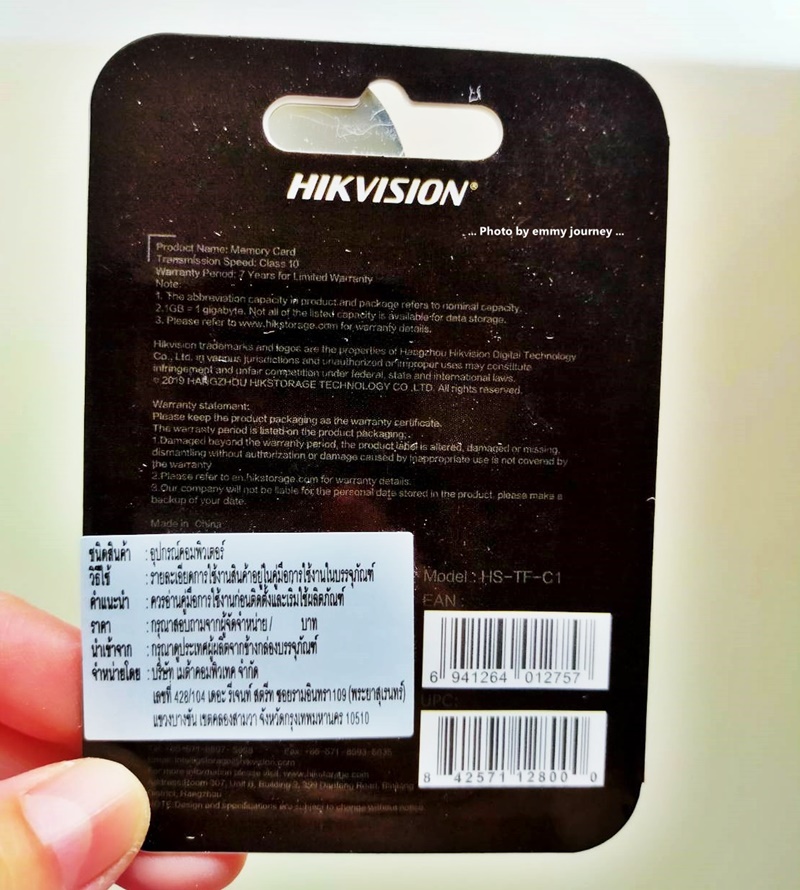 HIKVISION®
... Photo by emmy journey ...
Product Name: Memory Card
Transmission Speed: Class 10
Warranty Period: 7 Years for Limited Warranty
Note:
1. The abbreviation capacity in product and package refers to nominal capacity.
2.1GB = 1 gigabyte. Not all of the listed capacity is available for data storage.
3. Please refer to www.hikstorage.com for warranty details.
Hikvision trademarks and logos are the properties of Hangzhou Hikvision Digital Technology
Co., Ltd. in various jurisdictions and unauthorized or improper uses may constitute
infringement and unfair competition under federal, state and international laws.
© 2019 HANGZHOU HIKSTORAGE TECHNOLOGY CO.,LTD. All rights reserved.
Warranty statement:
Please keep the product packaging as the warranty certificate.
The warranty period is listed on the product packaging;
1.Damaged beyond the warranty period, the product label is altered, damaged or missing,
dismantling without authorization or damage caused by inappropriate use is not covered by
the warranty
2.Please refer to en.hikstorage.com for warranty details.
3.Our company will not be liable for the personal data stored in the product, please make a
backup of your data.
Made in China
ชนิดสินค้า : อุปกรณ์คอมพิวเตอร์
วิธีใช้ : รายละเอียดการใช้งานสินค้าอยู่ในคู่มือการใช้งานในบรรจุภัณฑ์
คำแนะนำ : ควรอ่านคู่มือการใช้งานก่อนติดตั้งและเริ่มใช้ผลิตภัณฑ์
ราคา : กรุณาสอบถามจากผู้จัดจำหน่าย / บาท
นำเข้าจาก : กรุณาดูประเทศผู้ผลิตจากข้างกล่องบรรจุภัณฑ์
จำหน่ายโดย : บริษัท เมต้าคอมพิวเทค จำกัด
เลขที่ 428/104 เดอะ รีเจนท์ สตรีท ซอยรามอินทรา109 (พระยาสุเรนทร์)
แขวงบางชัน เขตคลองสามวา จังหวัดกรุงเทพมหานคร 10510
Model : HS-TF-C1
EAN :
6 941264 012757
UPC:
8 42571 12800 0
For more information please visit: www.hikstorage.com
District, Hangzhou
NOTE: Design and specifications are subject to change without notice.